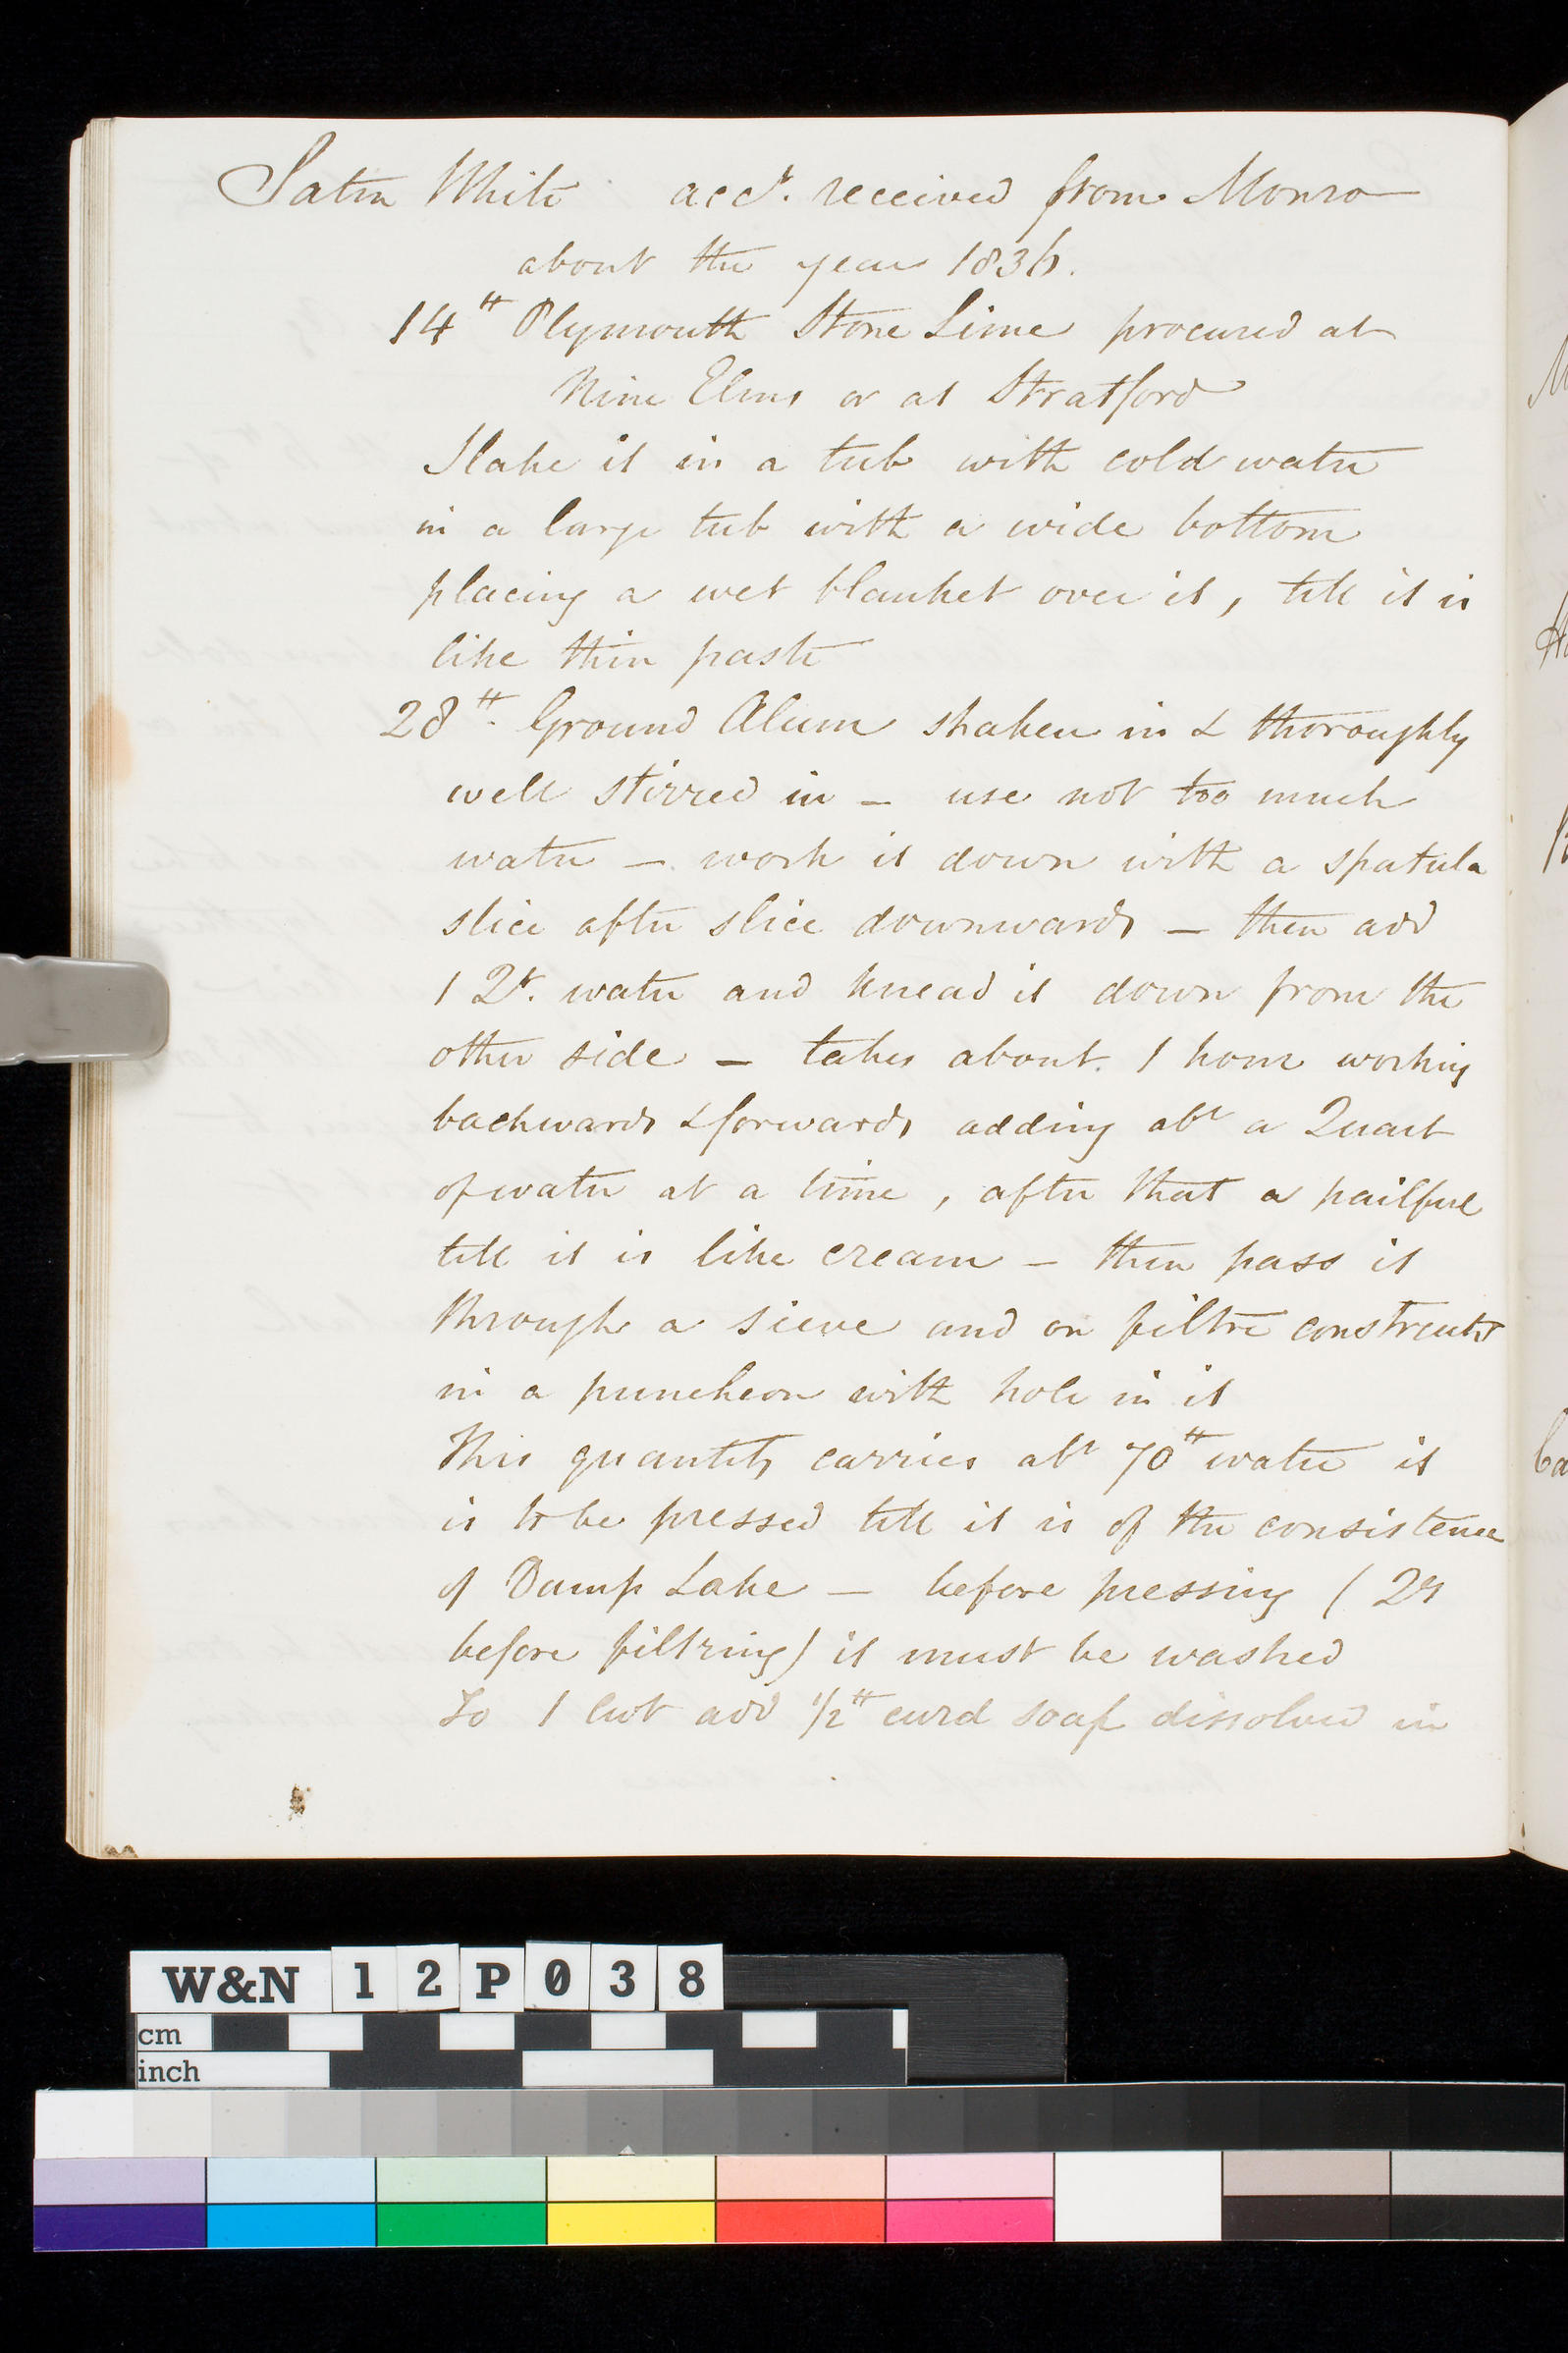 Satin White acct. received from Monro
about the year 1836.
14 ℔ Plymouth Stone Lime procured at
Nine Elms or at Stratford
Slake it in a tub with cold water
in a large tub with a wide bottom
placing a wet blanket over it, till it is
like thin paste
28 ℔. Ground Alum shaken in & thoroughly
well stirred in – use not too much
water – work it down with a spatula
slice after slice downwards – then add
1 Qt. water and knead it down from the
other side – takes about 1 hour working
backwards & forwards adding abt a Quart
of water at a time, after that a pailful
till it is like cream – then pass it
through a sieve and on filtre construct
in a puncheon with hole in it
This quantity carries abt 70 ℔ water it
is to be pressed till it is of the consistence
of Damp Lake – before pressing ( Qy
before filtring) it must be washed
To 1 Cwt add 1/2 ℔ curd soap dissolved in
W&N 12P038
cm
inch